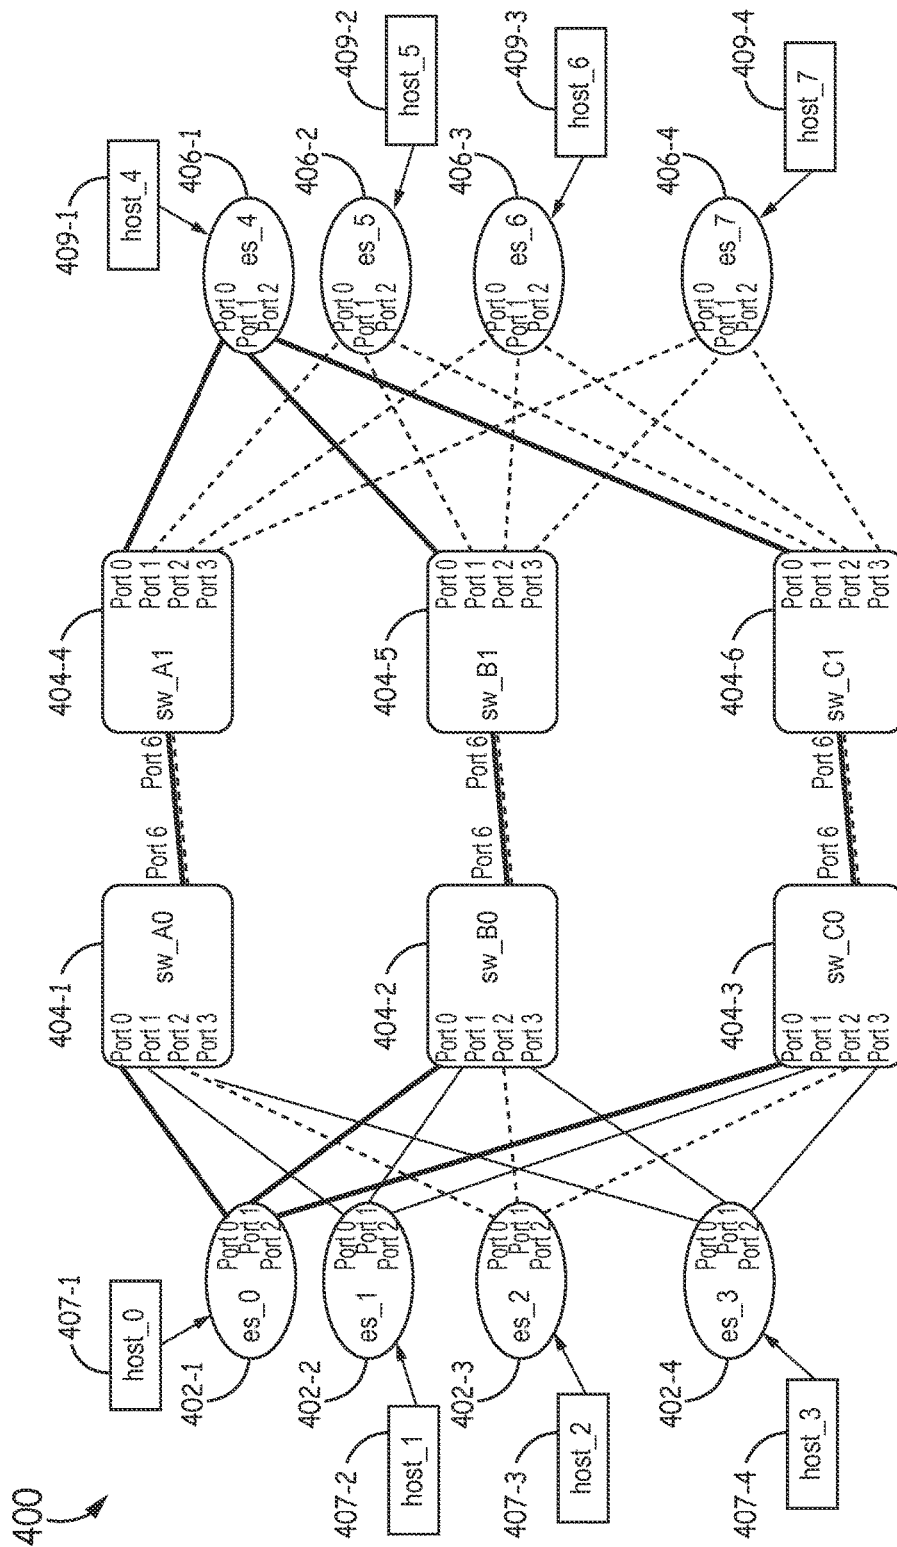 400
407-1
host_0
402-1
es_0
Port 0
Port 1
Port 2
402-2
es_1
Port 0
Port 1
Port 2
407-2
host_1
402-3
es_2
Port 0
Port 1
Port 2
407-3
host_2
402-4
es_3
Port 0
Port 1
Port 2
407-4
host_3
404-1
sw_A0
Port 0
Port 1
Port 2
Port 3
Port 6
404-2
sw_B0
Port 0
Port 1
Port 2
Port 3
Port 6
404-3
sw_C0
Port 0
Port 1
Port 2
Port 3
Port 6
404-4
Port 6
sw_A1
Port 0
Port 1
Port 2
Port 3
404-5
Port 6
sw_B1
Port 0
Port 1
Port 2
Port 3
404-6
Port 6
sw_C1
Port 0
Port 1
Port 2
Port 3
409-1
host_4
406-1
Port 0
Port 1
Port 2
es_4
406-2
Port 0
Port 1
Port 2
es_5
409-2
host_5
406-3
Port 0
Port 1
Port 2
es_6
409-3
host_6
406-4
Port 0
Port 1
Port 2
es_7
409-4
host_7